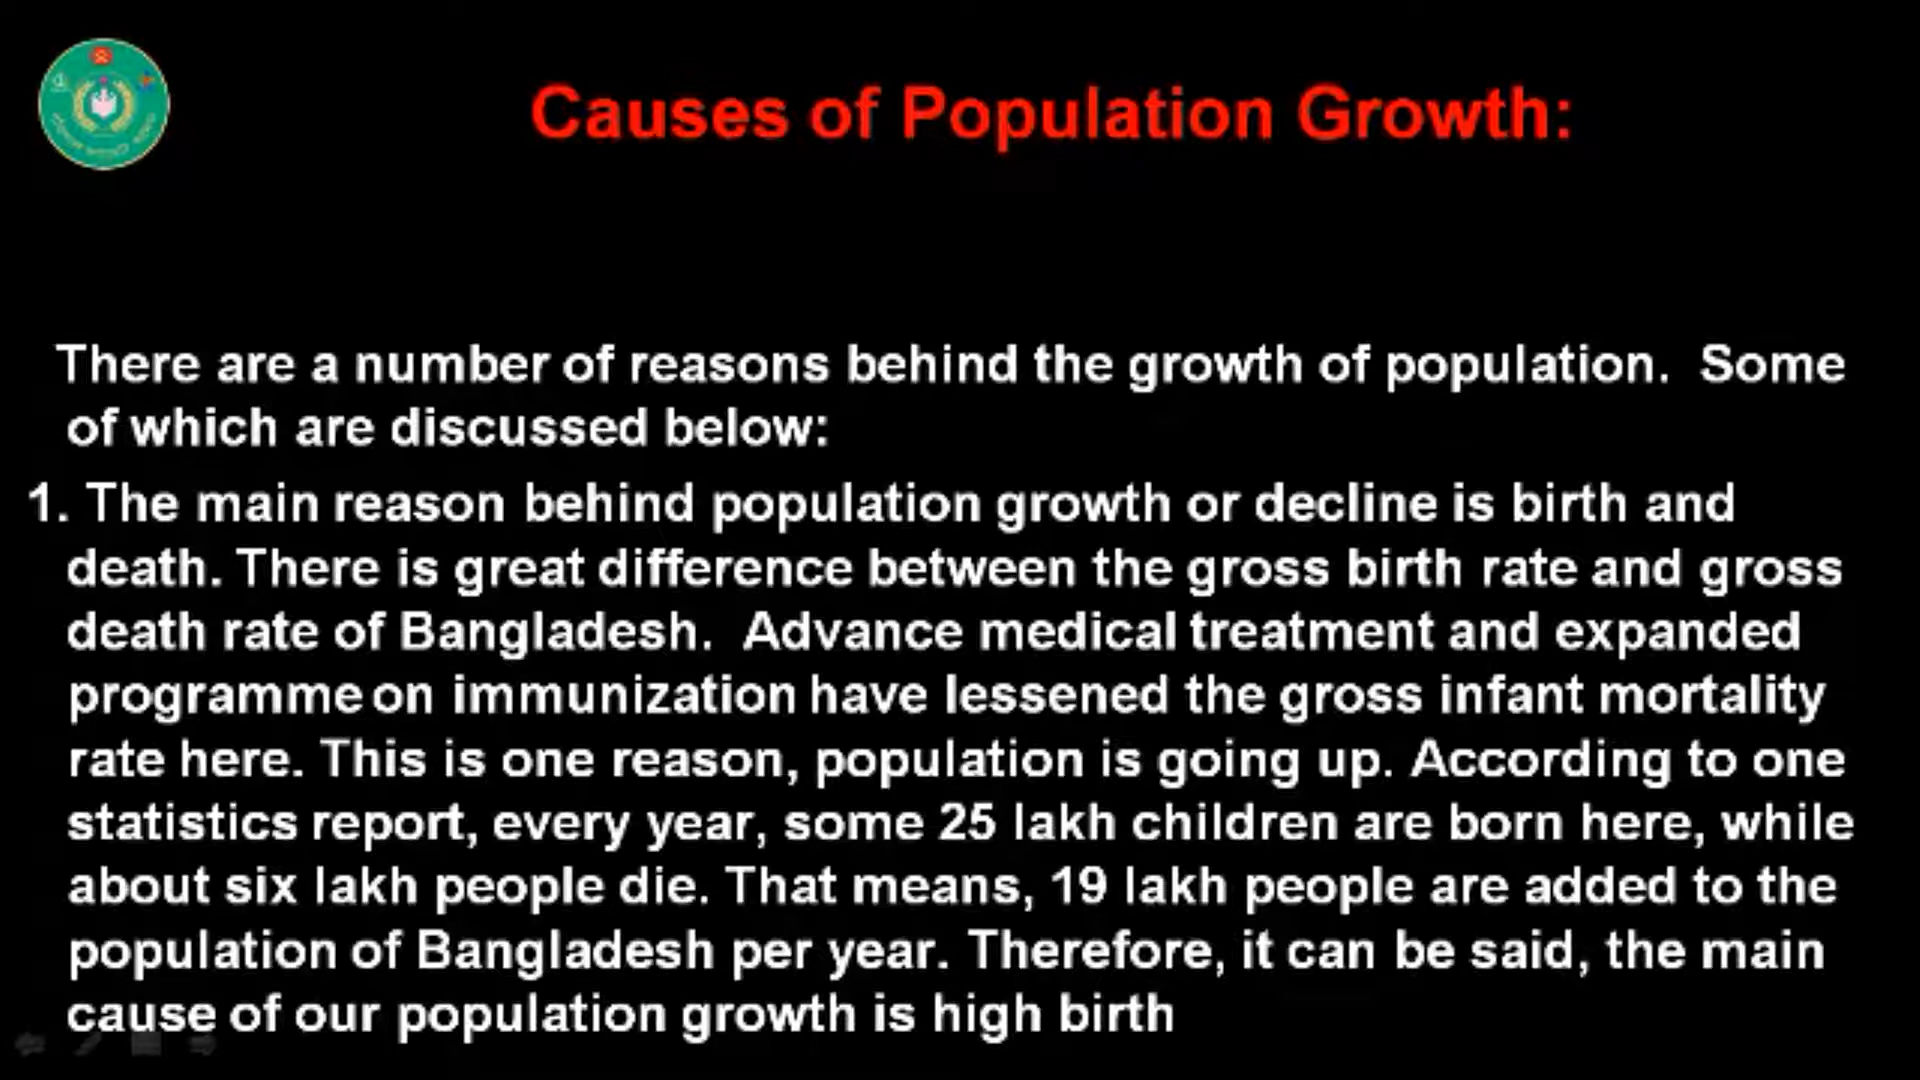 Causes of Population Growth:
There are a number of reasons behind the growth of population. Some
of which are discussed below:
1. The main reason behind population growth or decline is birth and
death. There is great difference between the gross birth rate and gross
death rate of Bangladesh. Advance medical treatment and expanded
programme on immunization have lessened the gross infant mortality
rate here. This is one reason, population is going up. According to one
statistics report, every year, some 25 lakh children are born here, while
about six lakh people die. That means, 19 lakh people are added to the
population of Bangladesh per year. Therefore, it can be said, the main
cause of our population growth is high birth